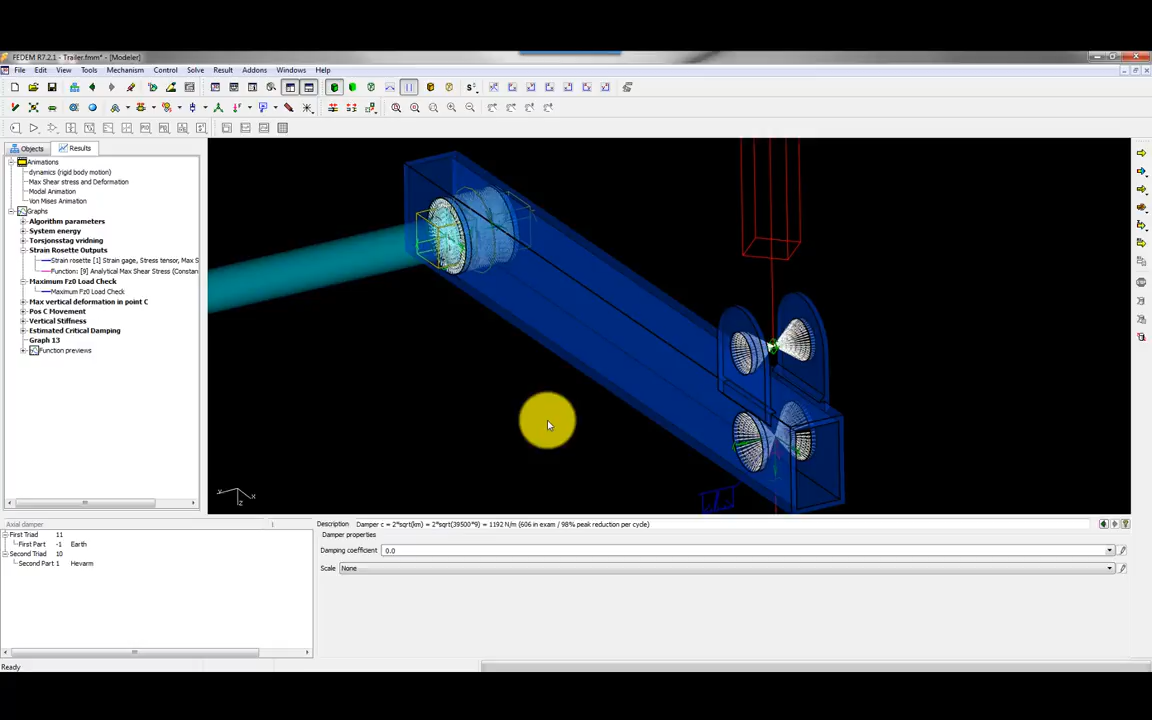 FEDEM R7.2.1 - Trailer.fmm* - [Modeler]
File Edit View Tools Mechanism Control Solve Result Addons Windows Help
Objects Results
Animations
dynamics (rigid body motion)
Max Shear stress and Deformation
Modal Animation
Von Mises Animation
Graphs
Algorithm parameters
System energy
Torsjonsstag vridning
Strain Rosette Outputs
Strain rosette [1] Strain gage, Stress tensor, Max S
Function: [9] Analytical Max Shear Stress (Constan
Maximum Fz0 Load Check
Maximum Fz0 Load Check
Max vertical deformation in point C
Pos C Movement
Vertical Stiffness
Estimated Critical Damping
Graph 13
Function previews
Y X
Z
Axial damper 1
First Triad 11
First Part -1 Earth
Second Triad 10
Second Part 1 Hevarm
Description Damper c = 2*sqrt(km) = 2*sqrt(39500*9) = 1192 N/m (606 in exam / 98% peak reduction per cycle)
Damper properties
Damping coefficient 0.0
Scale None
Ready